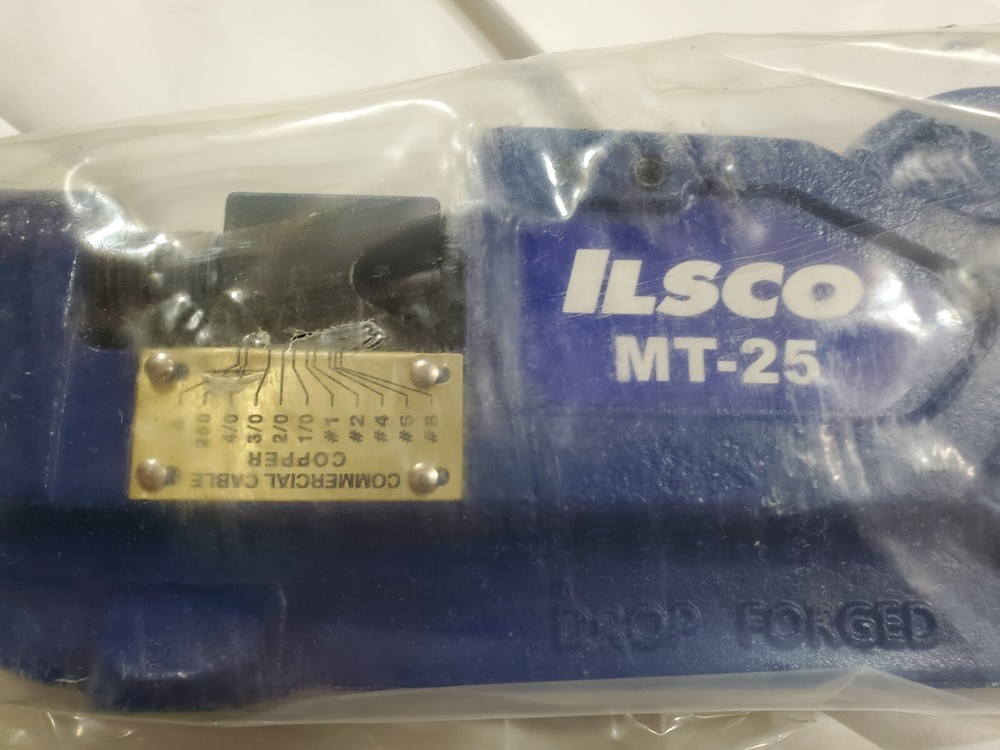 ILSCO
MT-25
COMMERCIAL CABLE
COPPER
#8
#6
#4
#2
#1
1/0
2/0
3/0
4/0
250
DROP FORGED